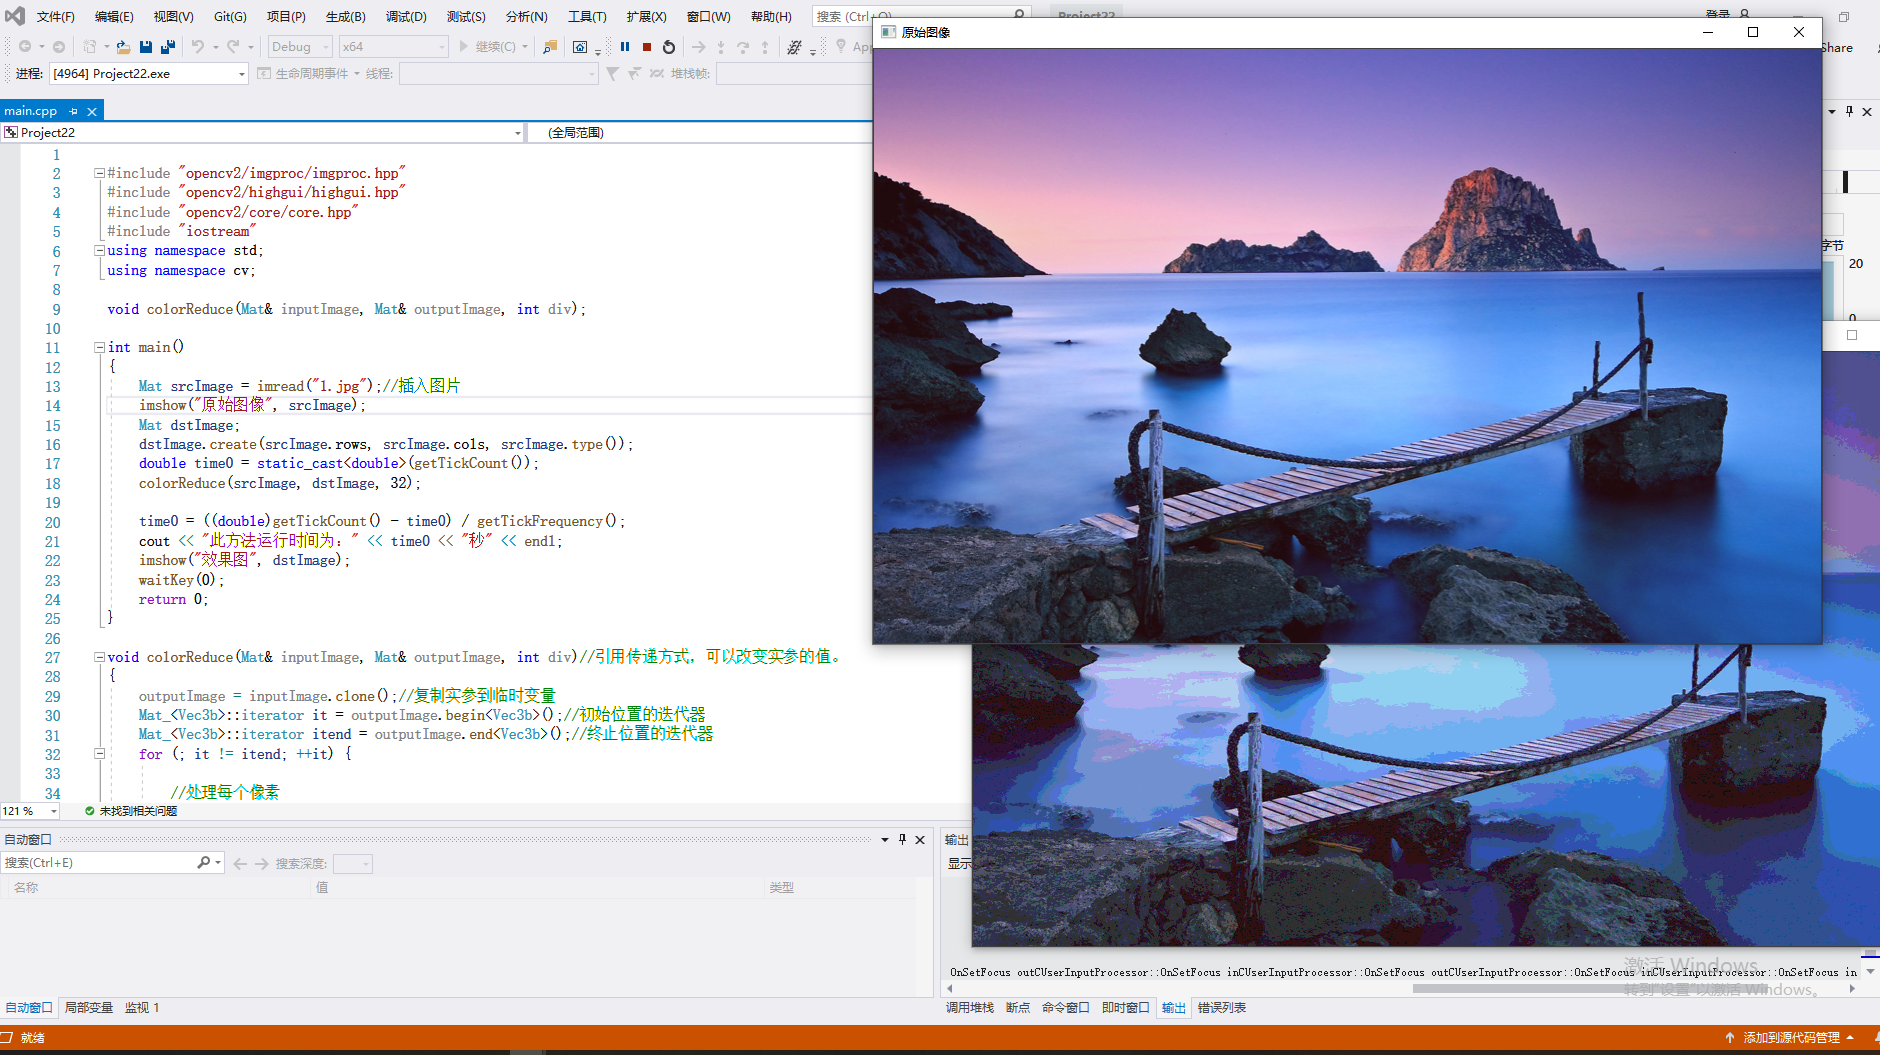 文件(F) 编辑(E) 视图(V) Git(G) 项目(P) 生成(B) 调试(D) 测试(S) 分析(N) 工具(T) 扩展(X) 窗口(W) 帮助(H) 搜索 (Ctrl+Q) Project22 登录
Debug x64 继续(C) Share
进程: [4964] Project22.exe 生命周期事件 线程: 堆栈帧:
原始图像
main.cpp
Project22 (全局范围)
1
2 #include "opencv2/imgproc/imgproc.hpp"
3 #include "opencv2/highgui/highgui.hpp"
4 #include "opencv2/core/core.hpp"
5 #include "iostream"
6 using namespace std;
7 using namespace cv;
8
9 void colorReduce(Mat& inputImage, Mat& outputImage, int div);
10
11 int main()
12 {
13 Mat srcImage = imread("1.jpg");//插入图片
14 imshow("原始图像", srcImage);
15 Mat dstImage;
16 dstImage.create(srcImage.rows, srcImage.cols, srcImage.type());
17 double time0 = static_cast<double>(getTickCount());
18 colorReduce(srcImage, dstImage, 32);
19
20 time0 = ((double)getTickCount() - time0) / getTickFrequency();
21 cout << "此方法运行时间为：" << time0 << "秒" << endl;
22 imshow("效果图", dstImage);
23 waitKey(0);
24 return 0;
25 }
26
27 void colorReduce(Mat& inputImage, Mat& outputImage, int div)//引用传递方式，可以改变实参的值。
28 {
29 outputImage = inputImage.clone();//复制实参到临时变量
30 Mat_<Vec3b>::iterator it = outputImage.begin<Vec3b>();//初始位置的迭代器
31 Mat_<Vec3b>::iterator itend = outputImage.end<Vec3b>();//终止位置的迭代器
32 for (; it != itend; ++it) {
33
34 //处理每个像素
字节
20
0
121 % 未找到相关问题
自动窗口
搜索(Ctrl+E) 搜索深度:
名称 值 类型
输出
显示
OnSetFocus outCUserInputProcessor::OnSetFocus inCUserInputProcessor::OnSetFocus outCUserInputProcessor::OnSetFocus inCUserInputProcessor::OnSetFocus in
激活 Windows
转到"设置"以激活 Windows。
自动窗口 局部变量 监视 1
调用堆栈 断点 命令窗口 即时窗口 输出 错误列表
就绪 添加到源代码管理